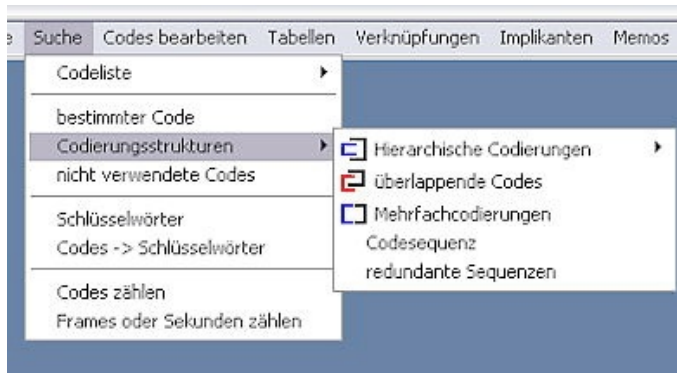 e Suche Codes bearbeiten Tabellen Verknüpfungen Implikanten Memos
Codeliste
bestimmter Code
Codierungsstrukturen
nicht verwendete Codes
Schlüsselwörter
Codes -> Schlüsselwörter
Codes zählen
Frames oder Sekunden zählen
Hierarchische Codierungen
überlappende Codes
Mehrfachcodierungen
Codesequenz
redundante Sequenzen